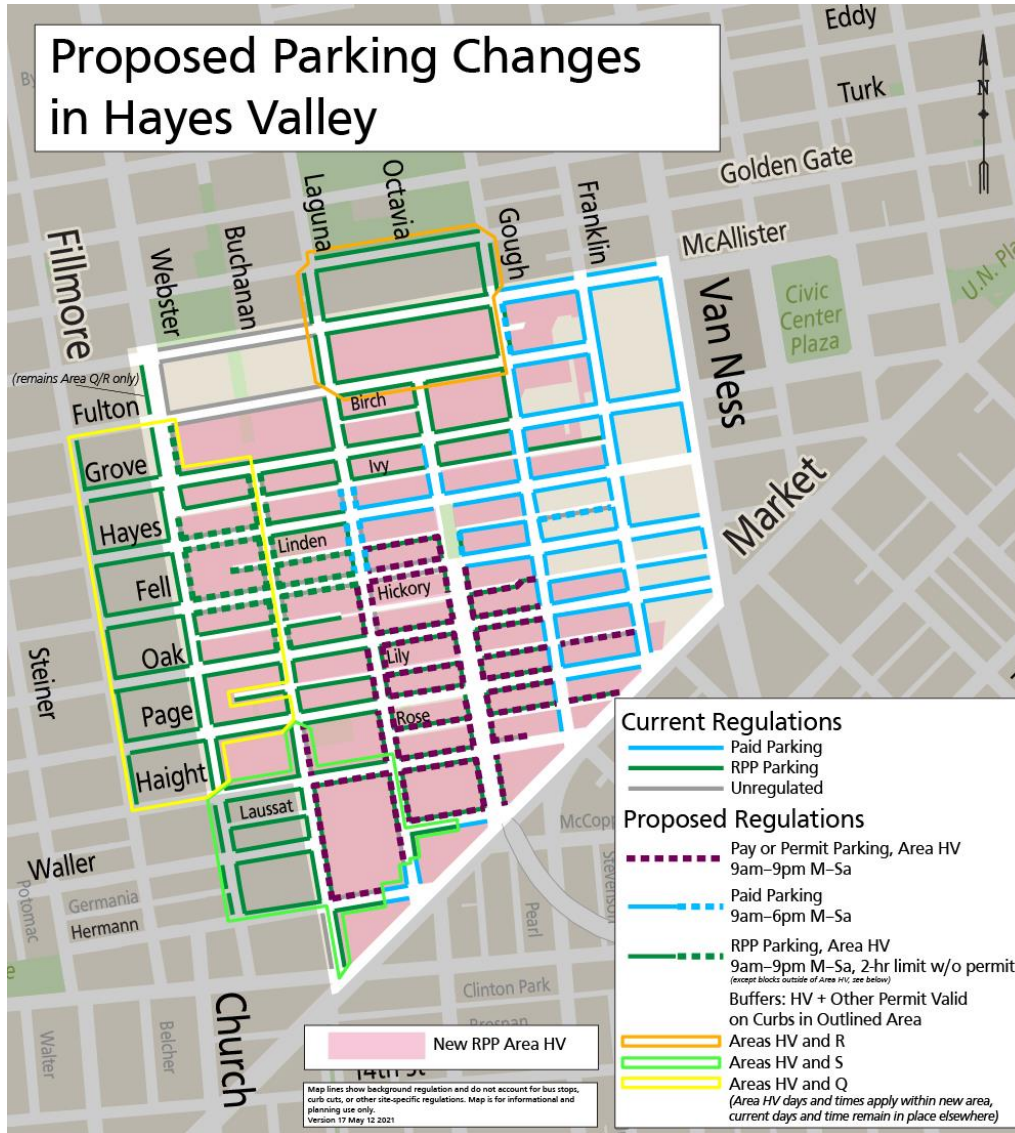 Proposed Parking Changes
in Hayes Valley
Eddy
Turk
N
Golden Gate
McAllister
Laguna
Octavia
Gough
Franklin
Fillmore
Webster
Buchanan
Van Ness
Civic
Center
Plaza
(remains Area Q/R only)
Fulton
Birch
Grove
Ivy
Hayes
Linden
Market
Fell
Hickory
Oak
Lily
Steiner
Page
Rose
Haight
Laussat
Waller
Potomac
Germania
Hermann
Pearl
Clinton Park
Walter
Belcher
Church
14th St
Current Regulations
Paid Parking
RPP Parking
Unregulated
Proposed Regulations
Pay or Permit Parking, Area HV
9am–9pm M–Sa
Paid Parking
9am–6pm M–Sa
RPP Parking, Area HV
9am–9pm M–Sa, 2-hr limit w/o permit
(except blocks outside of Area HV, see below)
Buffers: HV + Other Permit Valid
on Curbs in Outlined Area
Areas HV and R
Areas HV and S
Areas HV and Q
(Area HV days and times apply within new area,
current days and time remain in place elsewhere)
New RPP Area HV
Map lines show background regulation and do not account for bus stops,
curb cuts, or other site-specific regulations. Map is for informational and
planning use only.
Version 17 May 12 2021